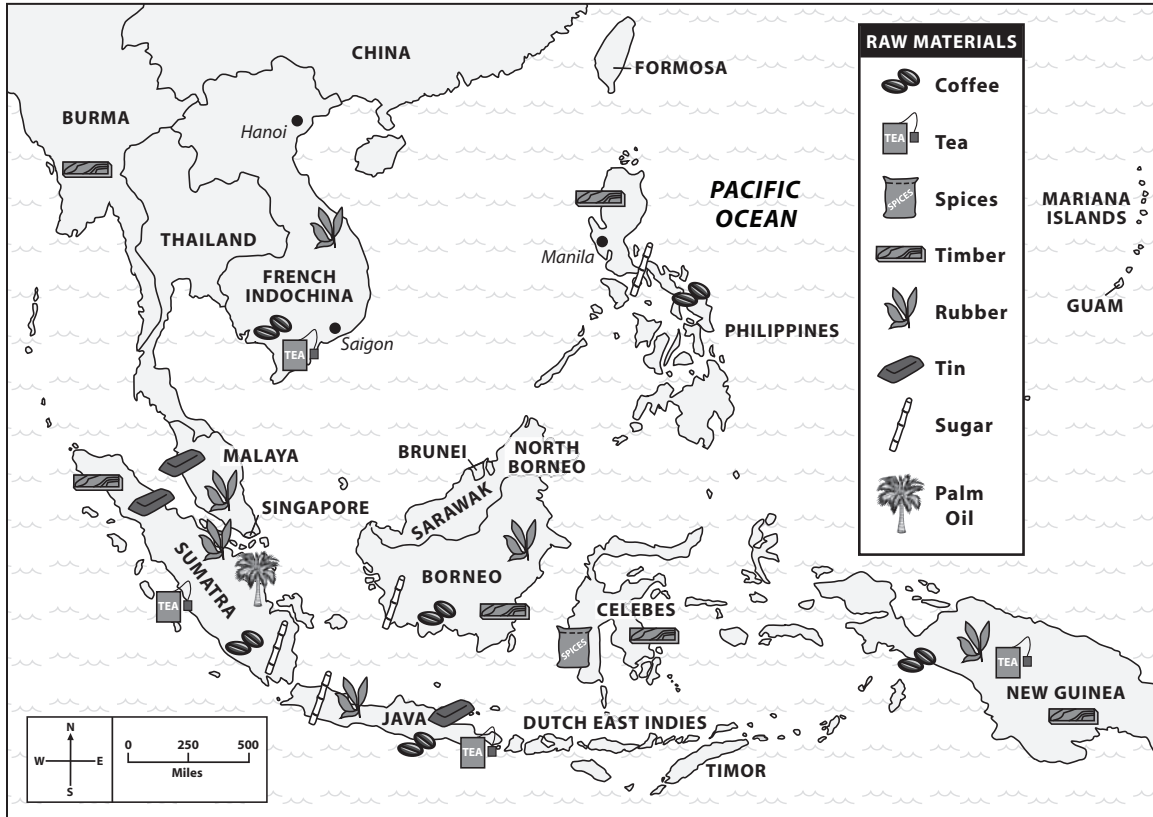 CHINA
FORMOSA
BURMA
Hanoi
PACIFIC
OCEAN
MARIANA
ISLANDS
THAILAND
Manila
FRENCH
INDOCHINA
GUAM
PHILIPPINES
TEA
Saigon
MALAYA
BRUNEI
NORTH
BORNEO
SINGAPORE
SARAWAK
SUMATRA
BORNEO
TEA
CELEBES
SPICES
TEA
NEW GUINEA
JAVA
DUTCH EAST INDIES
TEA
TIMOR
RAW MATERIALS
Coffee
TEA
Tea
SPICES
Spices
Timber
Rubber
Tin
Sugar
Palm
Oil
N
W E
S
0 250 500
Miles